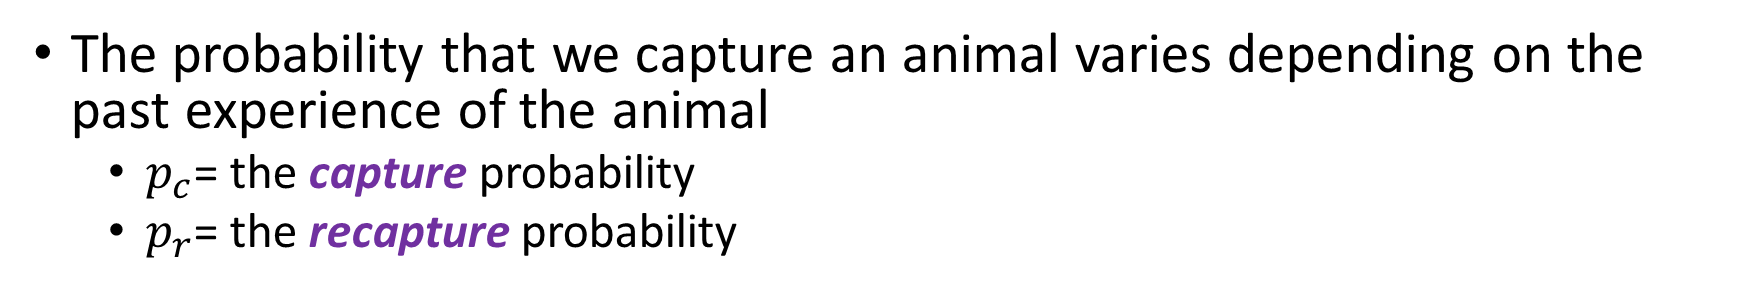 • The probability that we capture an animal varies depending on the
past experience of the animal
• p_c= the capture probability
• p_r= the recapture probability